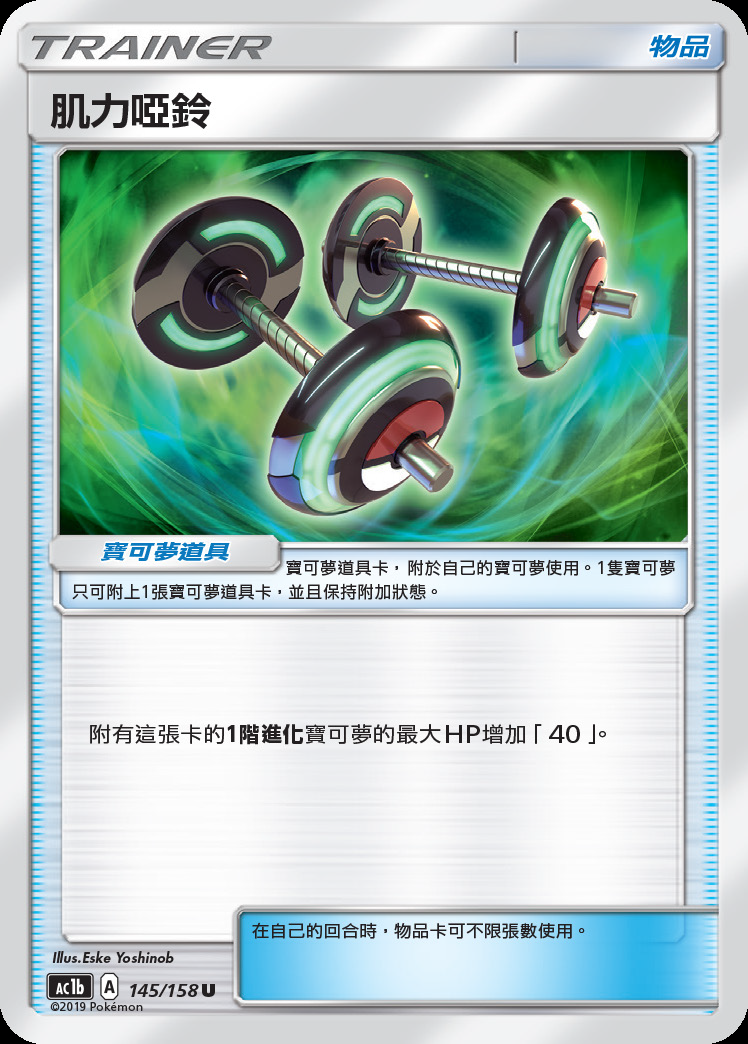 TRAINER
物品
肌力啞鈴
寶可夢道具
寶可夢道具卡，附於自己的寶可夢使用。1隻寶可夢
只可附上1張寶可夢道具卡，並且保持附加狀態。
附有這張卡的1階進化寶可夢的最大HP增加「40」。
在自己的回合時，物品卡可不限張數使用。
Illus.Eske Yoshinob
AC1b A 145/158 U
©2019 Pokémon